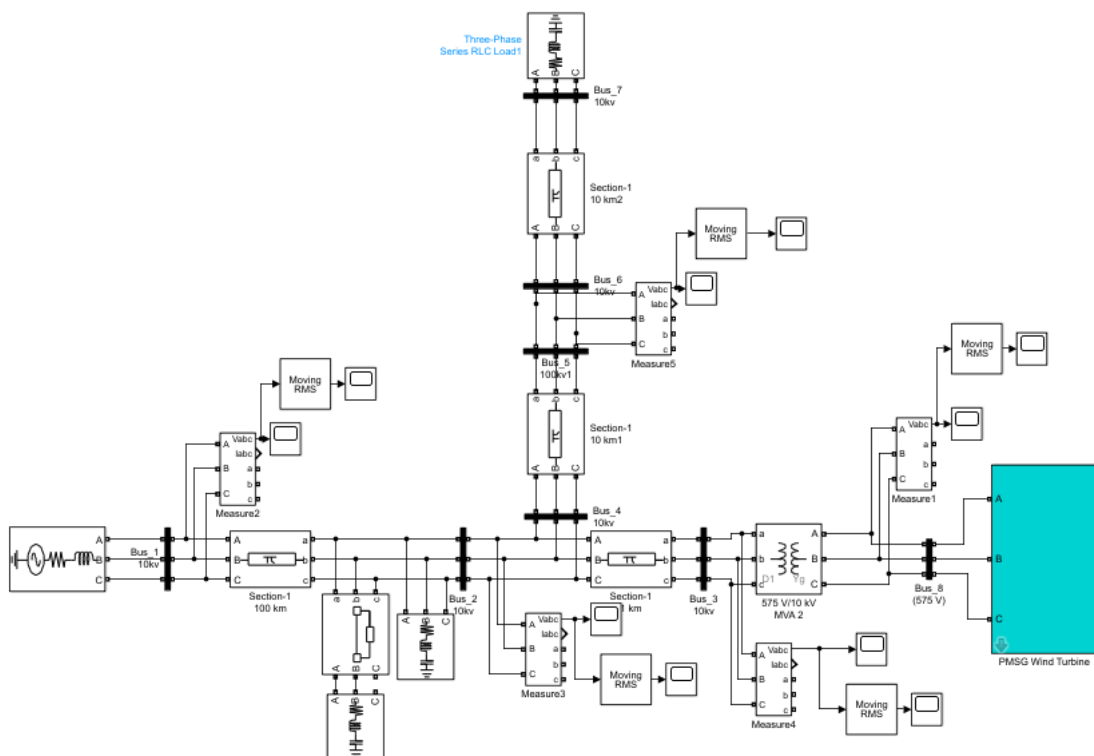 Three-Phase
Series RLC Load1
A
B
C
Bus_7
10kv
a
b
c
Section-1
10 km2
A
B
C
Moving
RMS
Bus_6
10kv
A
B
C
Vabc
Iabc
a
b
c
Measure5
Bus_5
100kv1
a
b
c
Section-1
10 km1
A
B
C
Moving
RMS
Moving
RMS
A
B
C
Vabc
Iabc
a
b
c
Measure2
A
B
C
Vabc
a
b
c
Measure1
Bus_4
10kv
A
B
C
Bus_1
10kv
A
B
C
a
b
c
Section-1
100 km
Bus_2
10kv
A
B
C
a
b
c
Section-1
1 km
Bus_3
10kv
a
b
c
D1
Yg
A
B
C
575 V/10 kV
MVA 2
Bus_8
(575 V)
A
B
C
PMSG Wind Turbine
a
b
c
A
B
C
A
B
C
A
B
C
A
B
C
Vabc
Iabc
a
b
c
Measure3
Moving
RMS
A
B
C
Vabc
Iabc
a
b
c
Measure4
Moving
RMS